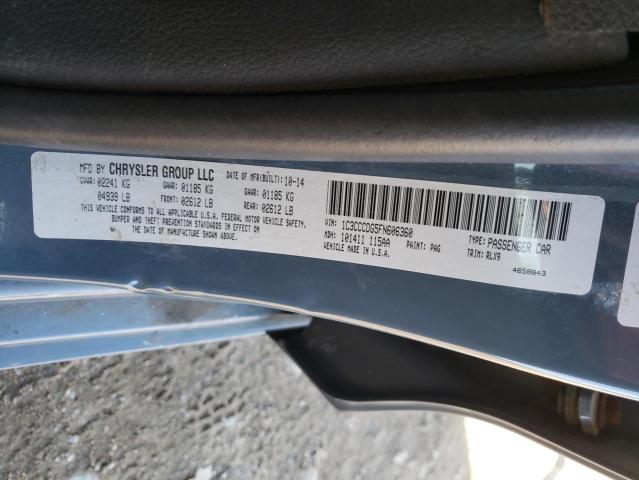 MFD BY CHRYSLER GROUP LLC DATE OF MFR(BUILT): 10-14
GVWR: 02241 KG GAWR: 01185 KG GAWR: 01185 KG
04939 LB FRONT: 02612 LB REAR: 02612 LB
THIS VEHICLE CONFORMS TO ALL APPLICABLE U.S.A. FEDERAL MOTOR VEHICLE SAFETY,
BUMPER AND THEFT PREVENTION STANDARDS IN EFFECT ON
THE DATE OF MANUFACTURE SHOWN ABOVE.
VIN: 1C3CCCDG5FN606360 TYPE: PASSENGER CAR
MDH: 101411 115AA PAINT: PAG TRIM: RLX9
VEHICLE MADE IN U.S.A. 4658843